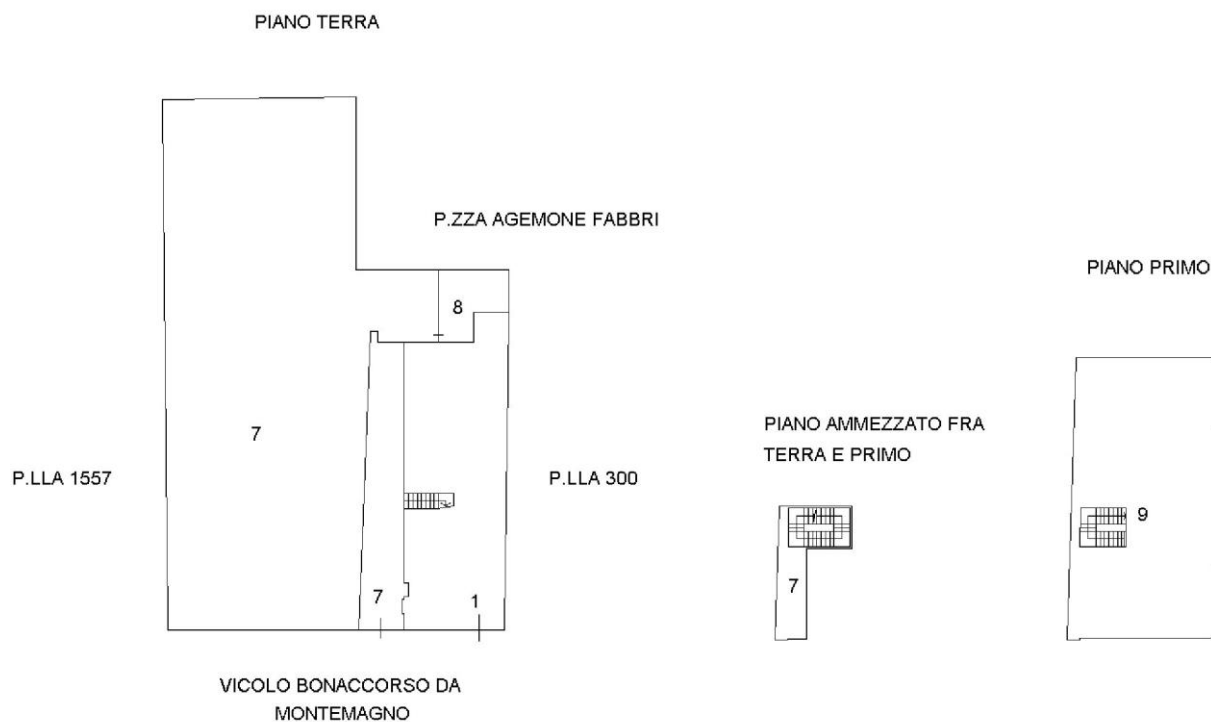 PIANO TERRA
P.ZZA AGEMONE FABBRI
PIANO PRIMO
8
PIANO AMMEZZATO FRA
TERRA E PRIMO
7
P.LLA 1557
P.LLA 300
9
7
7
1
VICOLO BONACCORSO DA
MONTEMAGNO